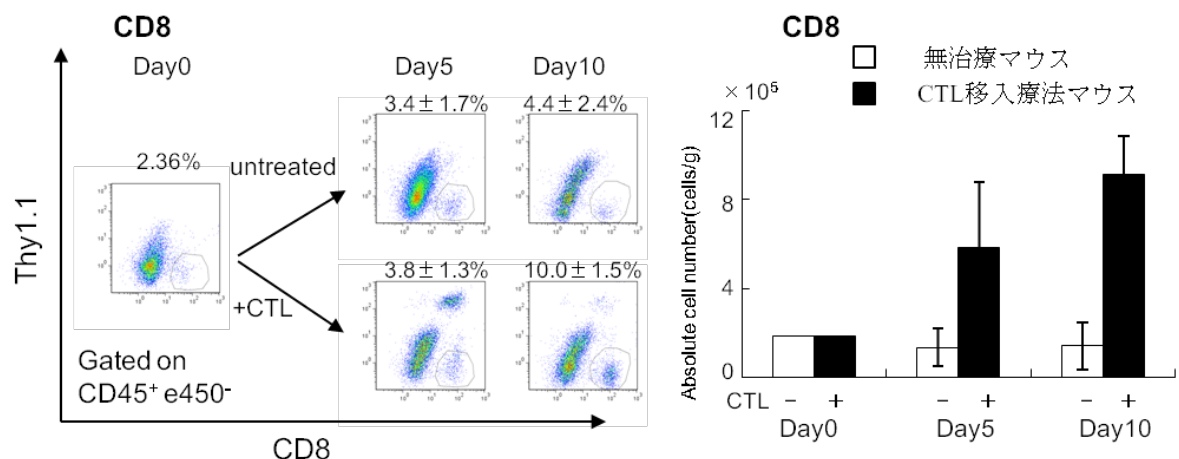 CD8
Day0
Day5
Day10
2.36%
3.4±1.7%
4.4±2.4%
untreated
+CTL
3.8±1.3%
10.0±1.5%
Thy1.1
Gated on
CD45⁺ e450⁻
CD8
CD8
無治療マウス
CTL移入療法マウス
× 10⁵
12
8
4
0
Absolute cell number(cells/g)
CTL − + − + − +
Day0 Day5 Day10